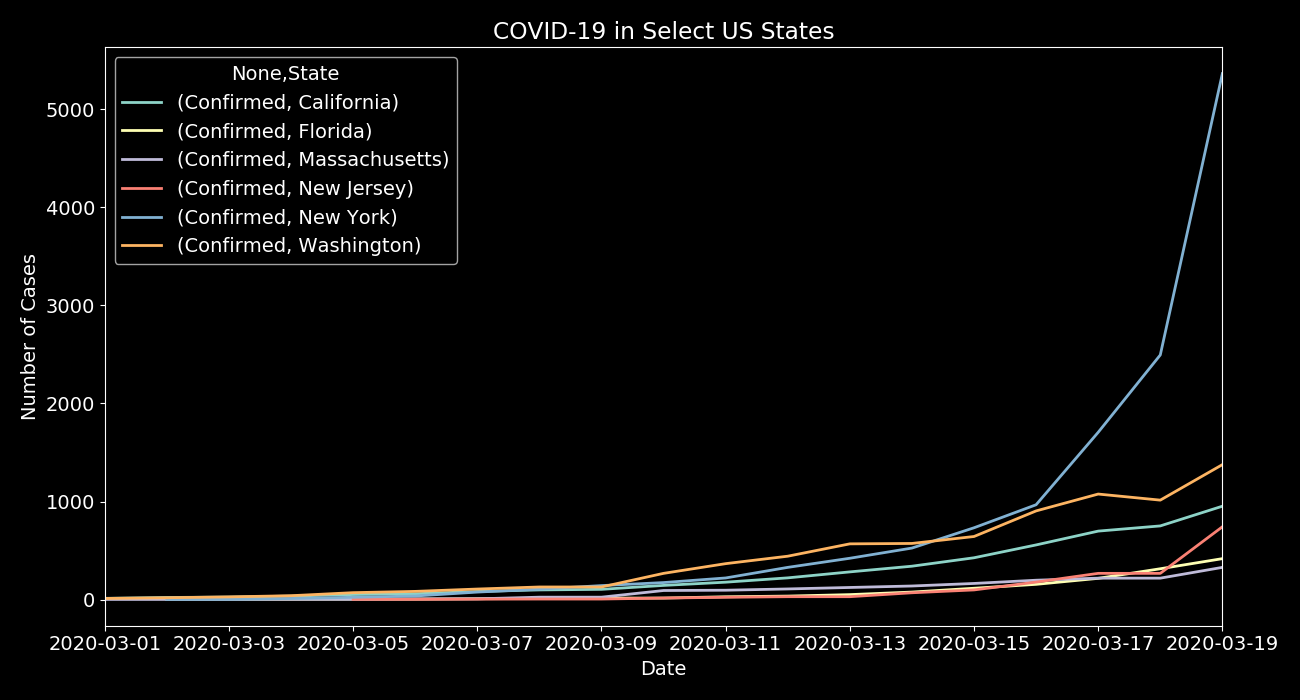 COVID-19 in Select US States
None,State
(Confirmed, California)
(Confirmed, Florida)
(Confirmed, Massachusetts)
(Confirmed, New Jersey)
(Confirmed, New York)
(Confirmed, Washington)
Number of Cases
5000
4000
3000
2000
1000
0
2020-03-01 2020-03-03 2020-03-05 2020-03-07 2020-03-09 2020-03-11 2020-03-13 2020-03-15 2020-03-17 2020-03-19
Date